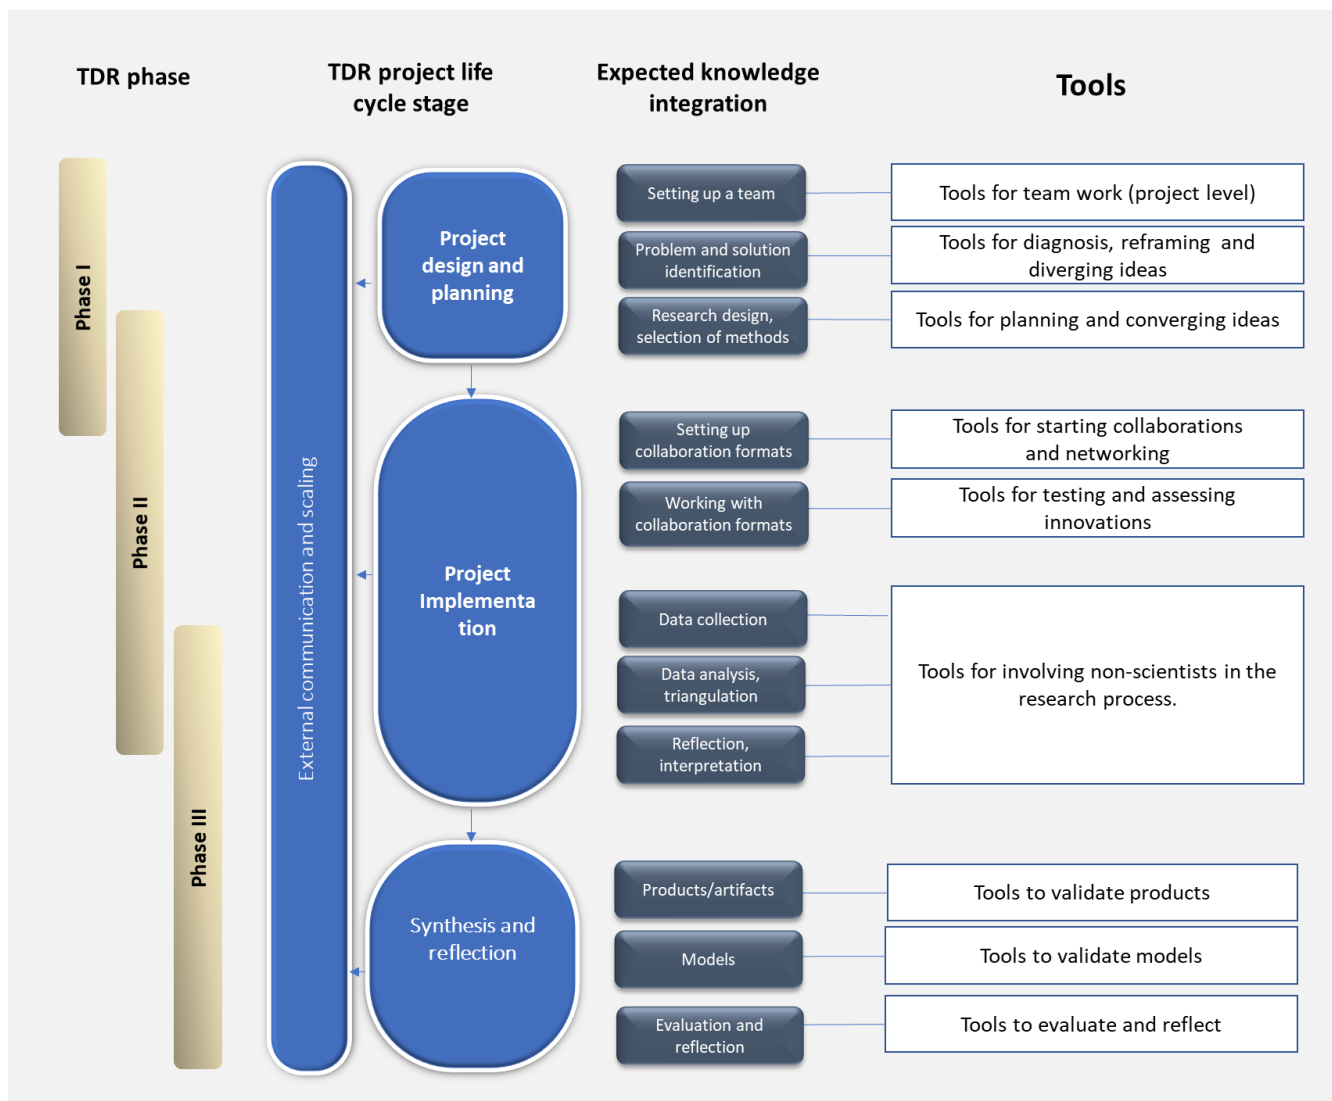 TDR phase
TDR project life
cycle stage
Expected knowledge
integration
Tools
Phase I
Phase II
Phase III
External communication and scaling
Project
design and
planning
Project
Implementa
tion
Synthesis and
reflection
Setting up a team
Tools for team work (project level)
Problem and solution
identification
Tools for diagnosis, reframing and
diverging ideas
Research design,
selection of methods
Tools for planning and converging ideas
Setting up
collaboration formats
Tools for starting collaborations
and networking
Working with
collaboration formats
Tools for testing and assessing
innovations
Data collection
Data analysis,
triangulation
Reflection,
interpretation
Tools for involving non-scientists in the
research process.
Products/artifacts
Tools to validate products
Models
Tools to validate models
Evaluation and
reflection
Tools to evaluate and reflect